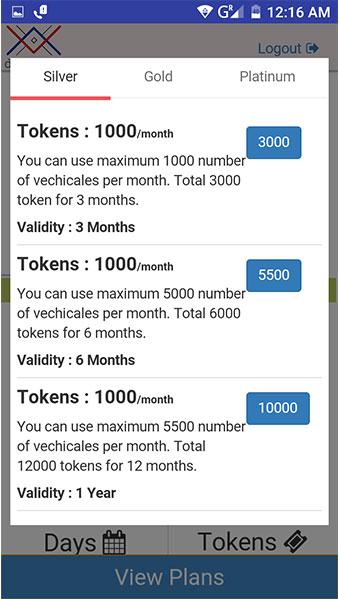 12:16 AM
Logout
Silver Gold Platinum
Tokens : 1000/month
3000
You can use maximum 1000 number
of vechicales per month. Total 3000
token for 3 months.
Validity : 3 Months
Tokens : 1000/month
5500
You can use maximum 5000 number
of vechicales per month. Total 6000
tokens for 6 months.
Validity : 6 Months
Tokens : 1000/month
10000
You can use maximum 5500 number
of vechicales per month. Total
12000 tokens for 12 months.
Validity : 1 Year
Days Tokens
View Plans